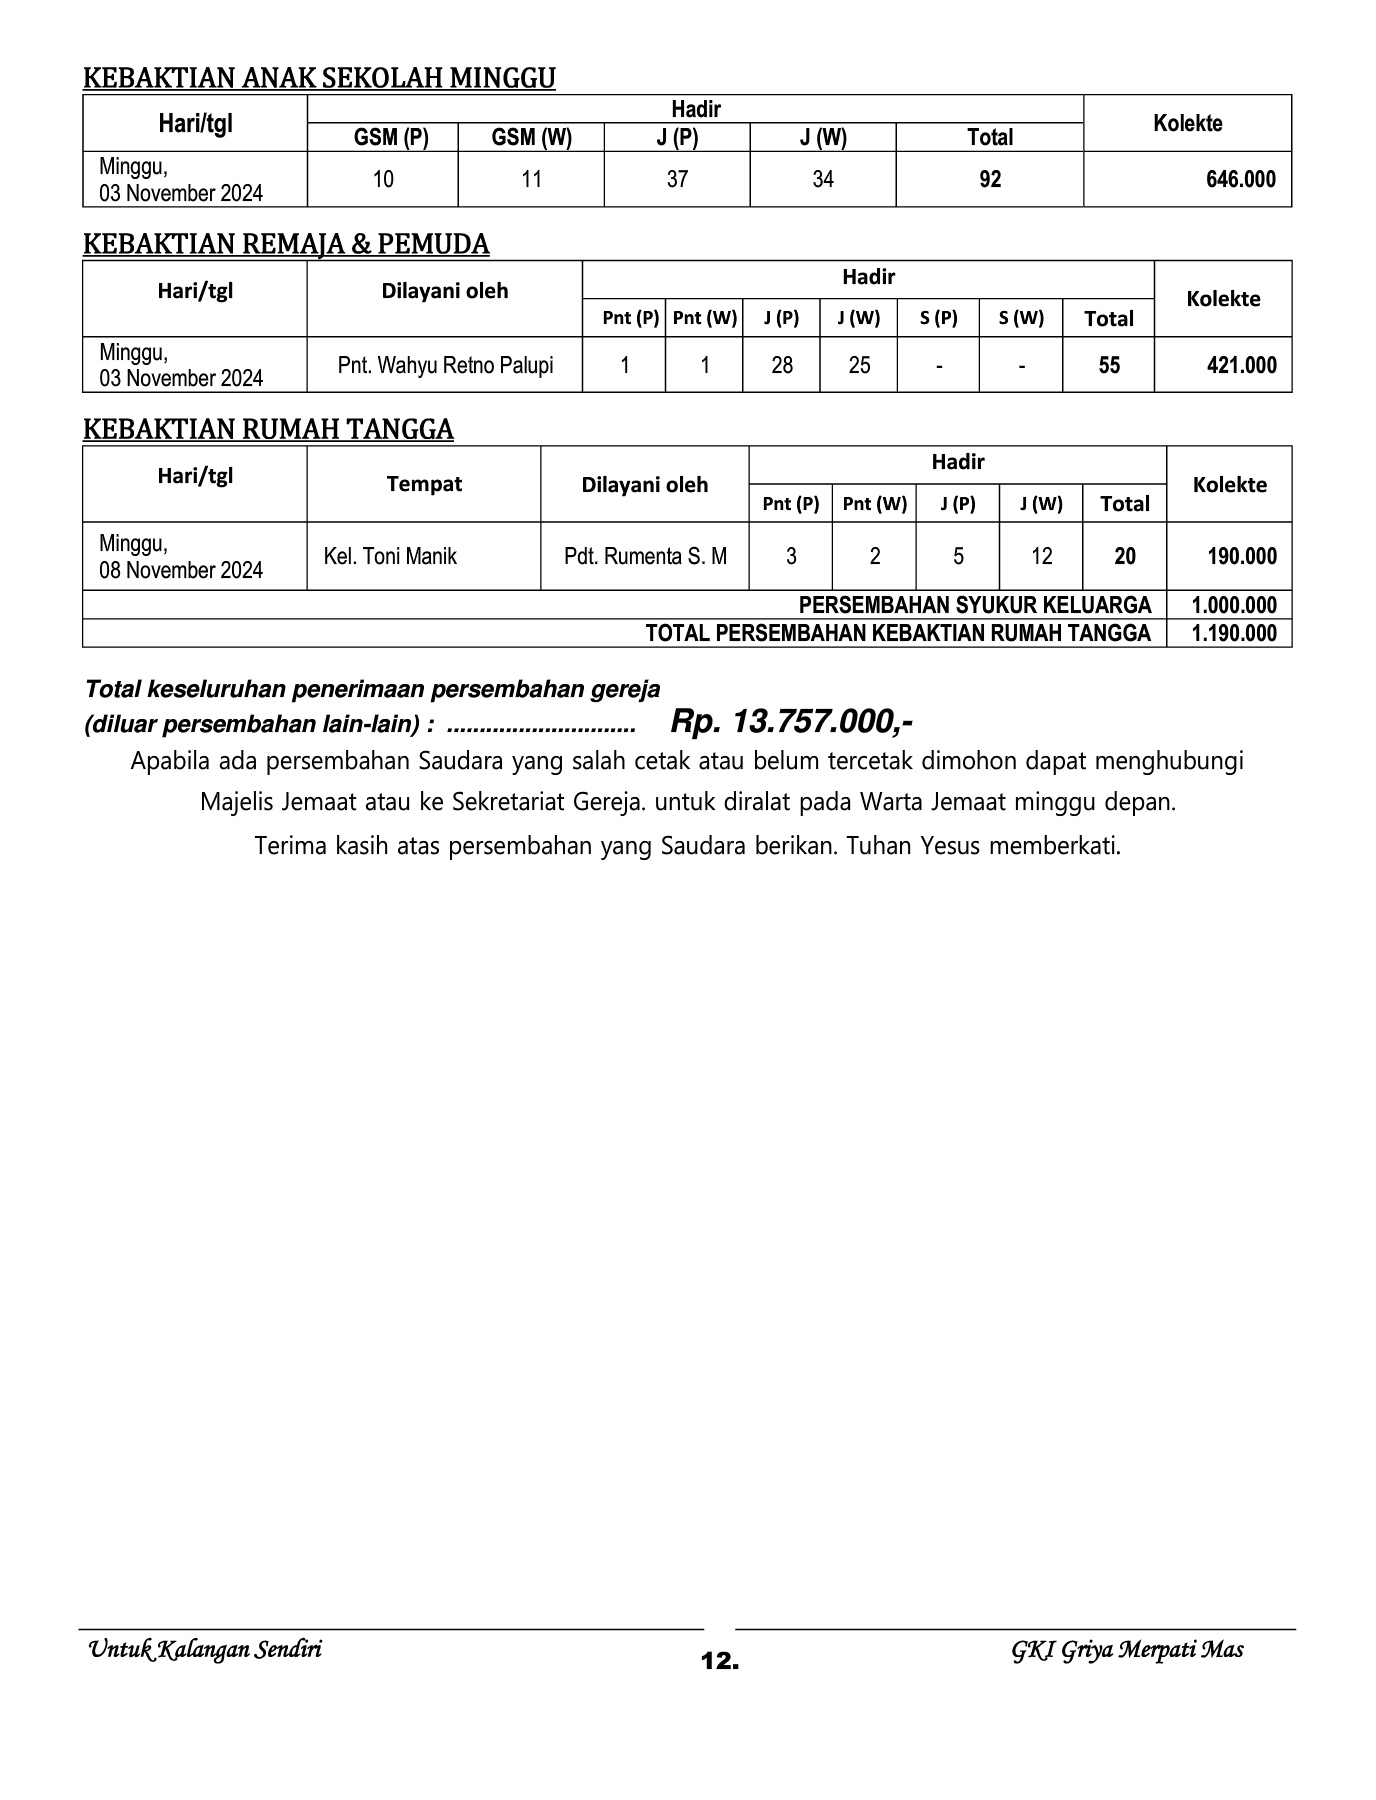 KEBAKTIAN ANAK SEKOLAH MINGGU
Hari/tgl Hadir Kolekte
GSM (P) GSM (W) J (P) J (W) Total
Minggu,
03 November 2024 10 11 37 34 92 646.000
KEBAKTIAN REMAJA & PEMUDA
Hari/tgl Dilayani oleh Hadir Kolekte
Pnt (P) Pnt (W) J (P) J (W) S (P) S (W) Total
Minggu,
03 November 2024 Pnt. Wahyu Retno Palupi 1 1 28 25 - - 55 421.000
KEBAKTIAN RUMAH TANGGA
Hari/tgl Tempat Dilayani oleh Hadir Kolekte
Pnt (P) Pnt (W) J (P) J (W) Total
Minggu,
08 November 2024 Kel. Toni Manik Pdt. Rumenta S. M 3 2 5 12 20 190.000
PERSEMBAHAN SYUKUR KELUARGA 1.000.000
TOTAL PERSEMBAHAN KEBAKTIAN RUMAH TANGGA 1.190.000
Total keseluruhan penerimaan persembahan gereja
(diluar persembahan lain-lain) : ............................. Rp. 13.757.000,-
Apabila ada persembahan Saudara yang salah cetak atau belum tercetak dimohon dapat menghubungi
Majelis Jemaat atau ke Sekretariat Gereja. untuk diralat pada Warta Jemaat minggu depan.
Terima kasih atas persembahan yang Saudara berikan. Tuhan Yesus memberkati.
Untuk Kalangan Sendiri 12. GKI Griya Merpati Mas